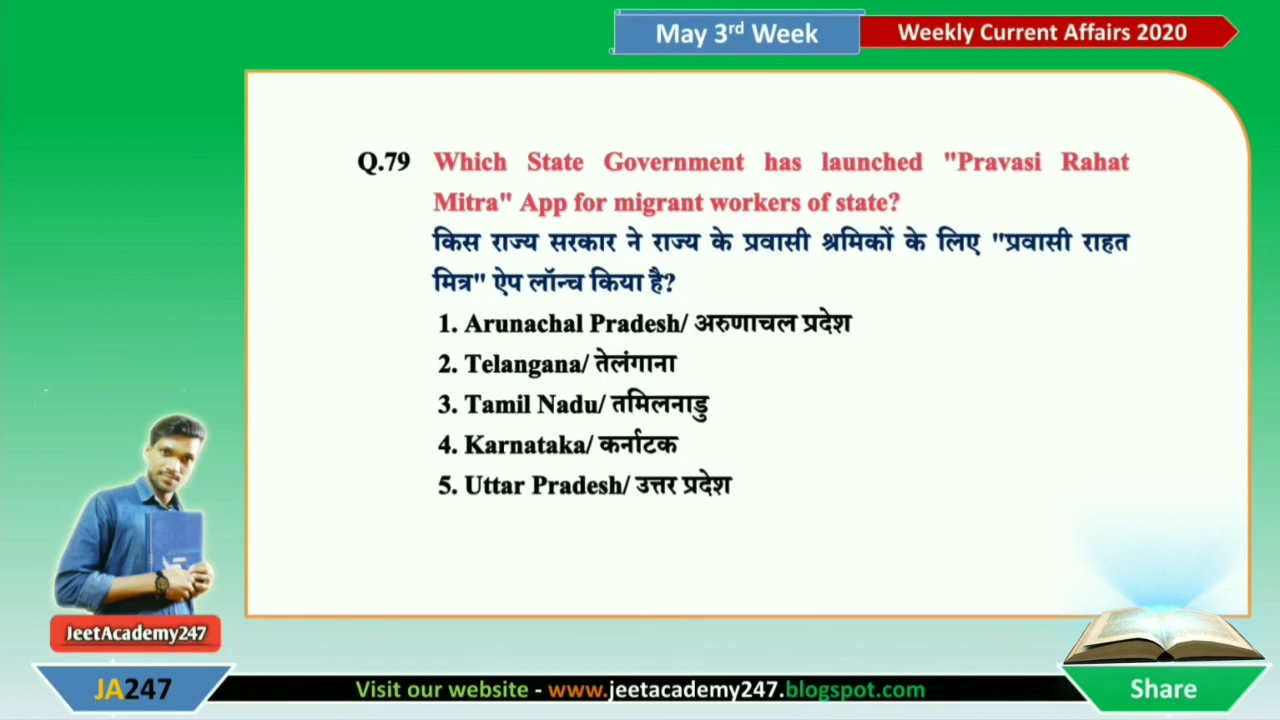 May 3rd Week
Weekly Current Affairs 2020
Q.79 Which State Government has launched "Pravasi Rahat
Mitra" App for migrant workers of state?
किस राज्य सरकार ने राज्य के प्रवासी श्रमिकों के लिए "प्रवासी राहत
मित्र" ऐप लॉन्च किया है?
1. Arunachal Pradesh/ अरुणाचल प्रदेश
2. Telangana/ तेलंगाना
3. Tamil Nadu/ तमिलनाडु
4. Karnataka/ कर्नाटक
5. Uttar Pradesh/ उत्तर प्रदेश
JeetAcademy247
JA247
Visit our website - www.jeetacademy247.blogspot.com
Share